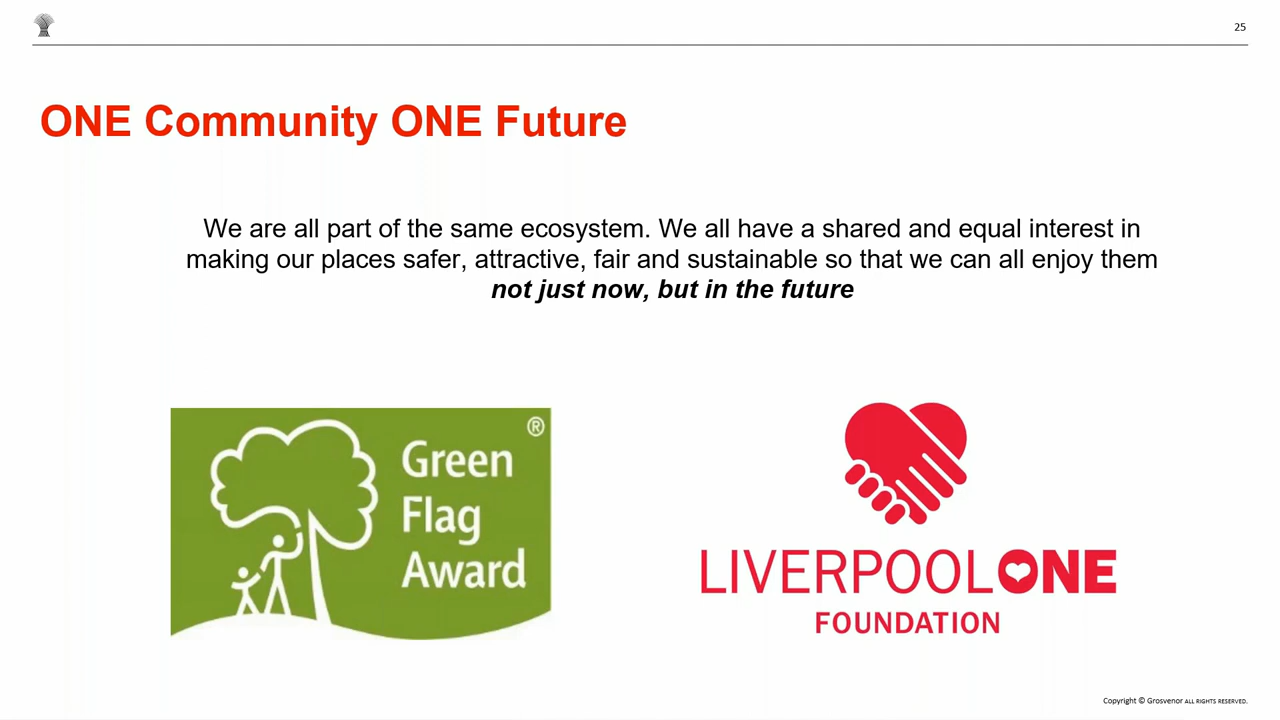 25
ONE Community ONE Future
We are all part of the same ecosystem. We all have a shared and equal interest in
making our places safer, attractive, fair and sustainable so that we can all enjoy them
not just now, but in the future
Green
Flag
Award
®
LIVERPOOL ONE
FOUNDATION
Copyright © Grosvenor ALL RIGHTS RESERVED.